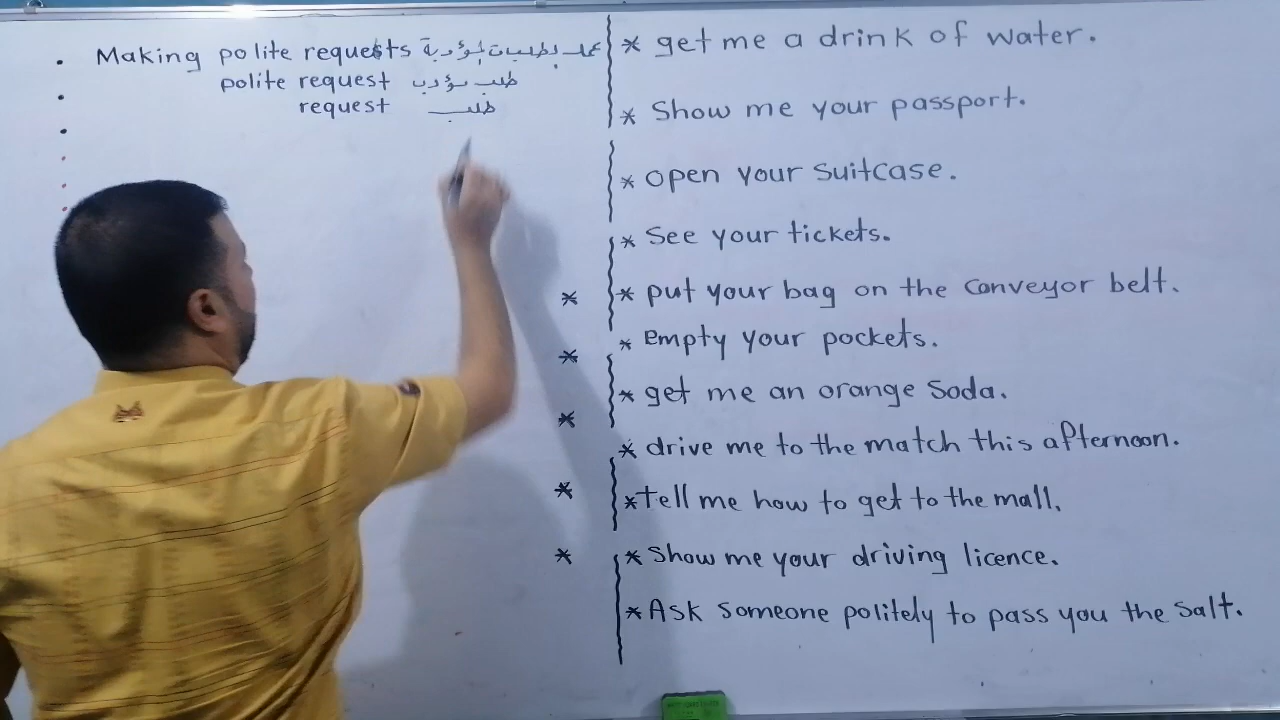 Making polite requests عمل الطلبات المؤدبة
polite request طلب مؤدب
request طلب
* get me a drink of water.
* Show me your passport.
* open your suitcase.
* See your tickets.
* put your bag on the conveyor belt.
* empty your pockets.
* get me an orange soda.
* drive me to the match this afternoon.
* tell me how to get to the mall.
* Show me your driving licence.
* Ask someone politely to pass you the salt.